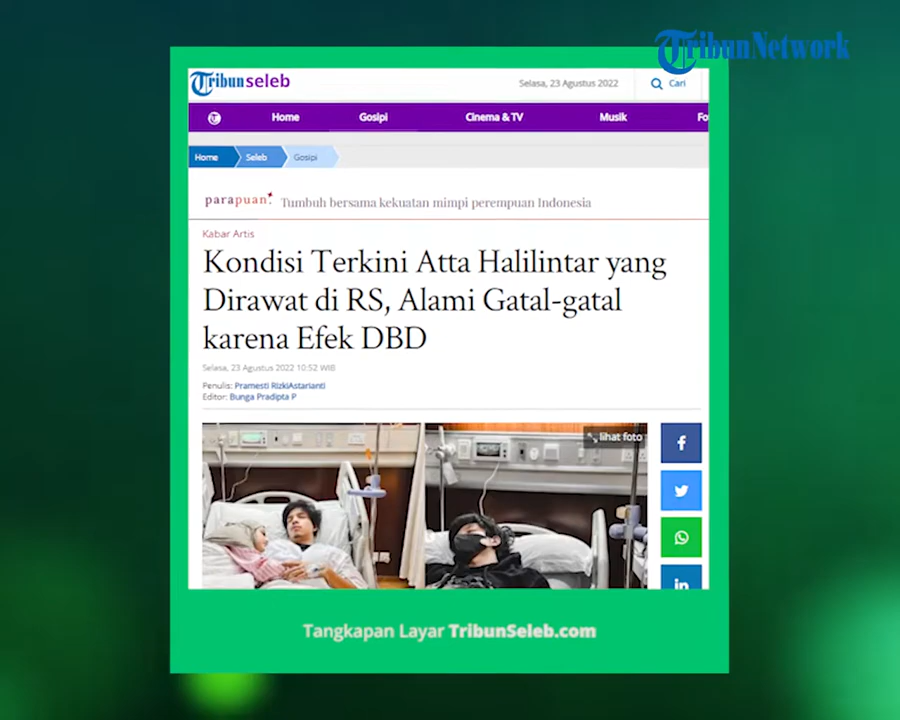 TribunNetwork
Tribunseleb
Selasa, 23 Agustus 2022
Cari
Home
Gosipi
Cinema & TV
Musik
Fo
Home
Seleb
Gosipi
parapuan.
Tumbuh bersama kekuatan mimpi perempuan Indonesia
Kabar Artis
Kondisi Terkini Atta Halilintar yang
Dirawat di RS, Alami Gatal-gatal
karena Efek DBD
Selasa, 23 Agustus 2022 10:52 WIB
Penulis: Pramesti RizkiAstarianti
Editor: Bunga Pradipta P
lihat foto
Tangkapan Layar TribunSeleb.com